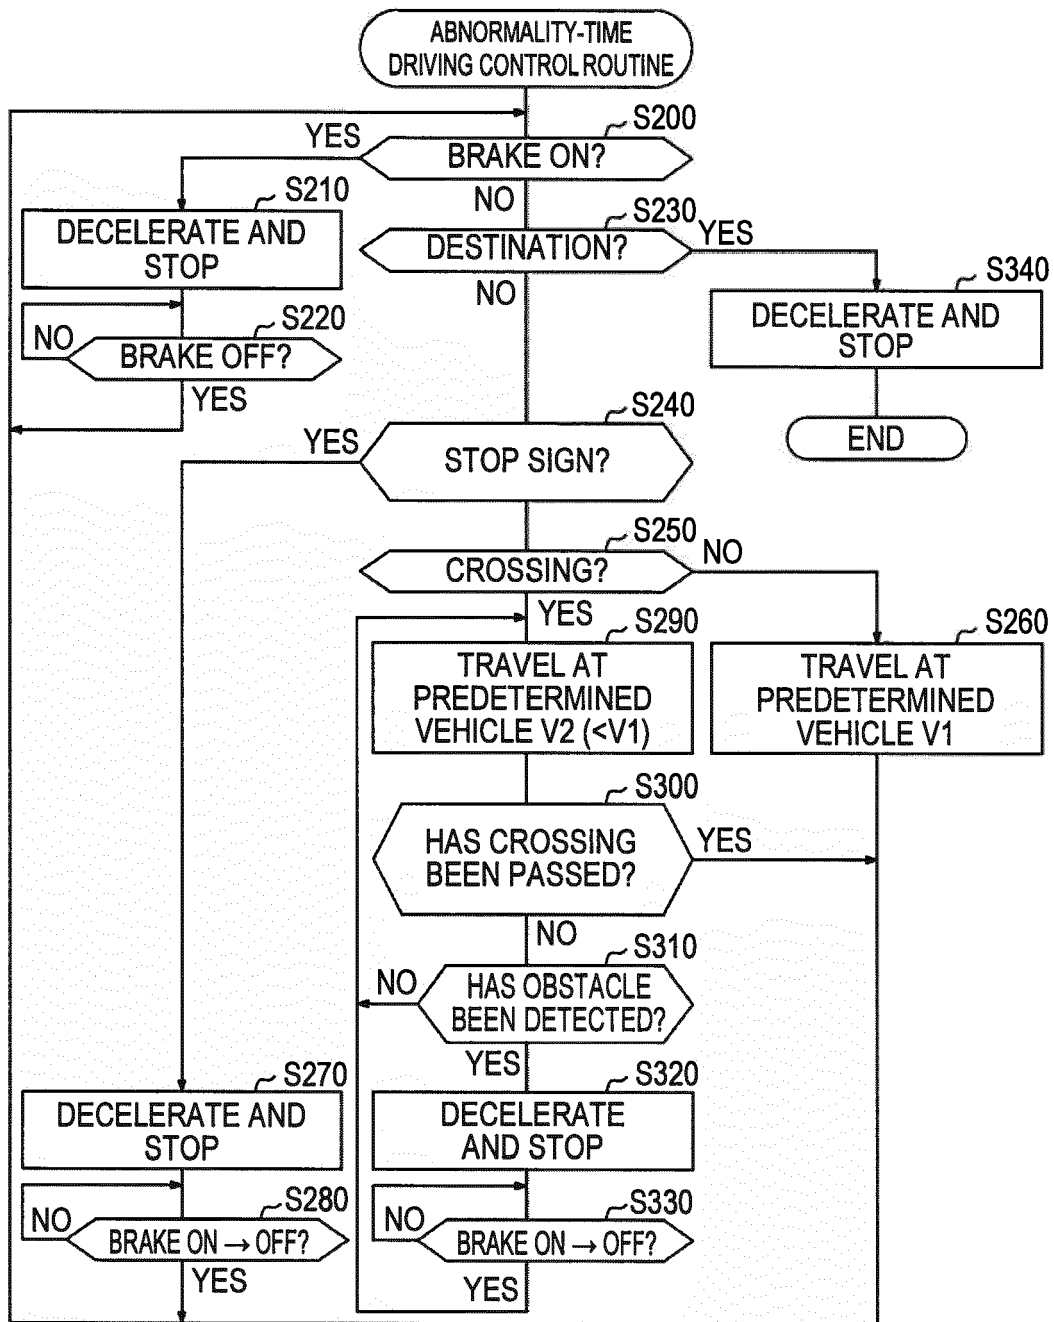 ABNORMALITY-TIME
DRIVING CONTROL ROUTINE
S200
YES
BRAKE ON?
NO
S210
DECELERATE AND
STOP
S230
DESTINATION?
YES
NO
S340
DECELERATE AND
STOP
NO
S220
BRAKE OFF?
YES
END
S240
YES
STOP SIGN?
S250
CROSSING?
NO
YES
S290
TRAVEL AT
PREDETERMINED
VEHICLE V2 (<V1)
S260
TRAVEL AT
PREDETERMINED
VEHICLE V1
S300
HAS CROSSING
BEEN PASSED?
YES
NO
S310
NO
HAS OBSTACLE
BEEN DETECTED?
YES
S270
DECELERATE AND
STOP
S320
DECELERATE
AND STOP
S280
NO
BRAKE ON → OFF?
YES
S330
NO
BRAKE ON → OFF?
YES